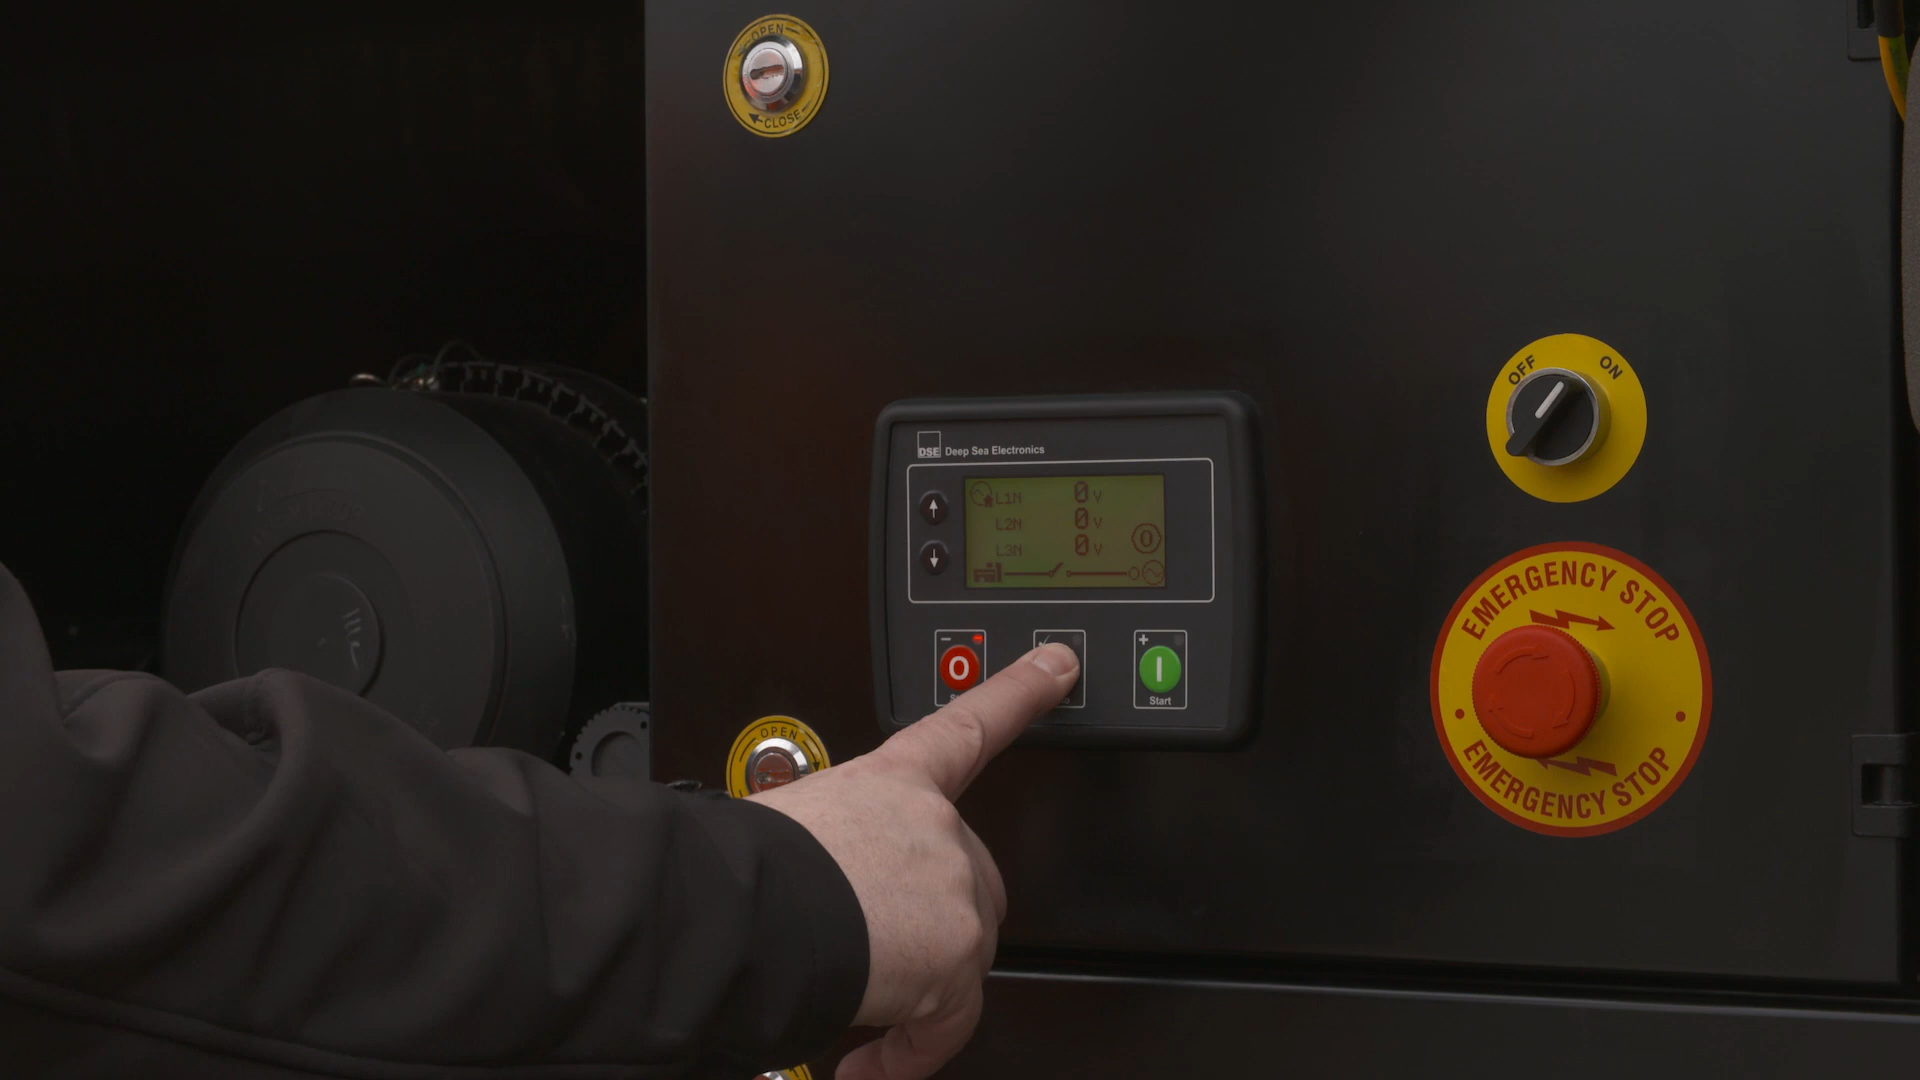 OPEN
CLOSE
OFF ON
DSE Deep Sea Electronics
L1N 0 V
L2N 0 V
L3N 0 V
0
EMERGENCY STOP
- +
O I
Start
OPEN
EMERGENCY STOP